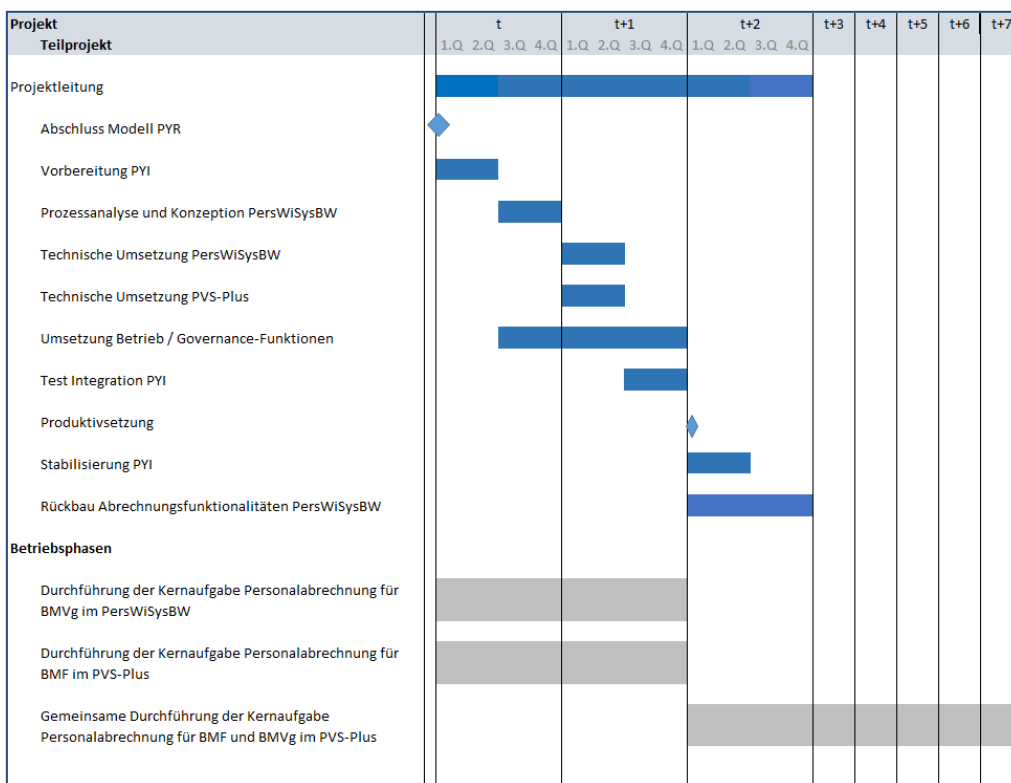 Projekt t t+1 t+2 t+3 t+4 t+5 t+6 t+7
Teilprojekt 1.Q 2.Q 3.Q 4.Q 1.Q 2.Q 3.Q 4.Q 1.Q 2.Q 3.Q 4.Q
Projektleitung
Abschluss Modell PYR
Vorbereitung PYI
Prozessanalyse und Konzeption PersWiSysBW
Technische Umsetzung PersWiSysBW
Technische Umsetzung PVS-Plus
Umsetzung Betrieb / Governance-Funktionen
Test Integration PYI
Produktivsetzung
Stabilisierung PYI
Rückbau Abrechnungsfunktionalitäten PersWiSysBW
Betriebsphasen
Durchführung der Kernaufgabe Personalabrechnung für
BMVg im PersWiSysBW
Durchführung der Kernaufgabe Personalabrechnung für
BMF im PVS-Plus
Gemeinsame Durchführung der Kernaufgabe
Personalabrechnung für BMF und BMVg im PVS-Plus